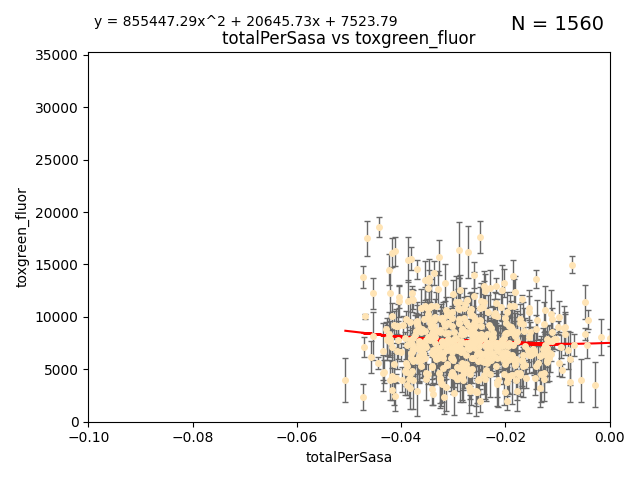 y = 855447.29x^2 + 20645.73x + 7523.79
N = 1560
totalPerSasa vs toxgreen_fluor
35000
30000
25000
20000
15000
10000
5000
0
toxgreen_fluor
−0.10
−0.08
−0.06
−0.04
−0.02
0.00
totalPerSasa